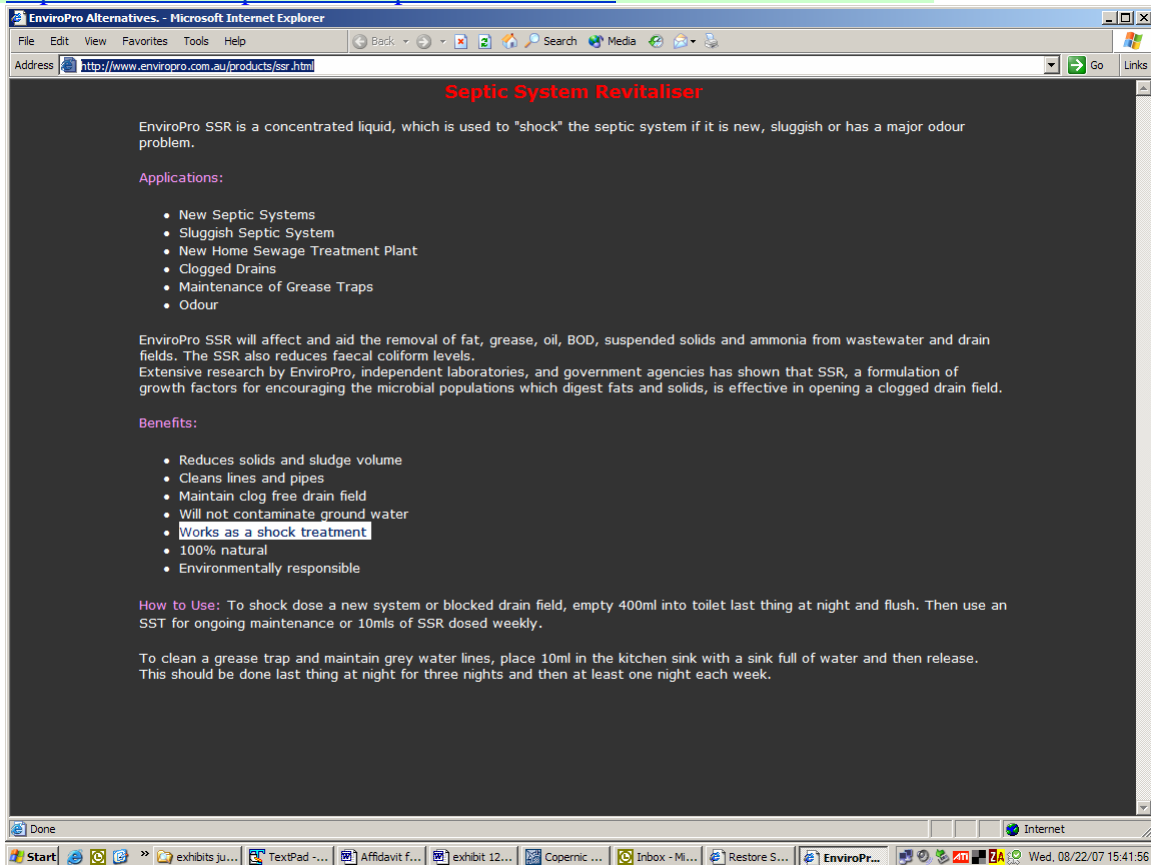 EnviroPro Alternatives. - Microsoft Internet Explorer
File Edit View Favorites Tools Help
Back Search Media
Address http://www.enviropro.com.au/products/ssr.html Go Links
Septic System Revitaliser
EnviroPro SSR is a concentrated liquid, which is used to "shock" the septic system if it is new, sluggish or has a major odour
problem.
Applications:
• New Septic Systems
• Sluggish Septic System
• New Home Sewage Treatment Plant
• Clogged Drains
• Maintenance of Grease Traps
• Odour
EnviroPro SSR will affect and aid the removal of fat, grease, oil, BOD, suspended solids and ammonia from wastewater and drain
fields. The SSR also reduces faecal coliform levels.
Extensive research by EnviroPro, independent laboratories, and government agencies has shown that SSR, a formulation of
growth factors for encouraging the microbial populations which digest fats and solids, is effective in opening a clogged drain field.
Benefits:
• Reduces solids and sludge volume
• Cleans lines and pipes
• Maintain clog free drain field
• Will not contaminate ground water
• Works as a shock treatment
• 100% natural
• Environmentally responsible
How to Use: To shock dose a new system or blocked drain field, empty 400ml into toilet last thing at night and flush. Then use an
SST for ongoing maintenance or 10mls of SSR dosed weekly.
To clean a grease trap and maintain grey water lines, place 10ml in the kitchen sink with a sink full of water and then release.
This should be done last thing at night for three nights and then at least one night each week.
Done Internet
Start » exhibits ju... TextPad -... Affidavit f... exhibit 12... Copernic ... Inbox - Mi... Restore S... EnviroPr... ATI ZA Wed, 08/22/07 15:41:56